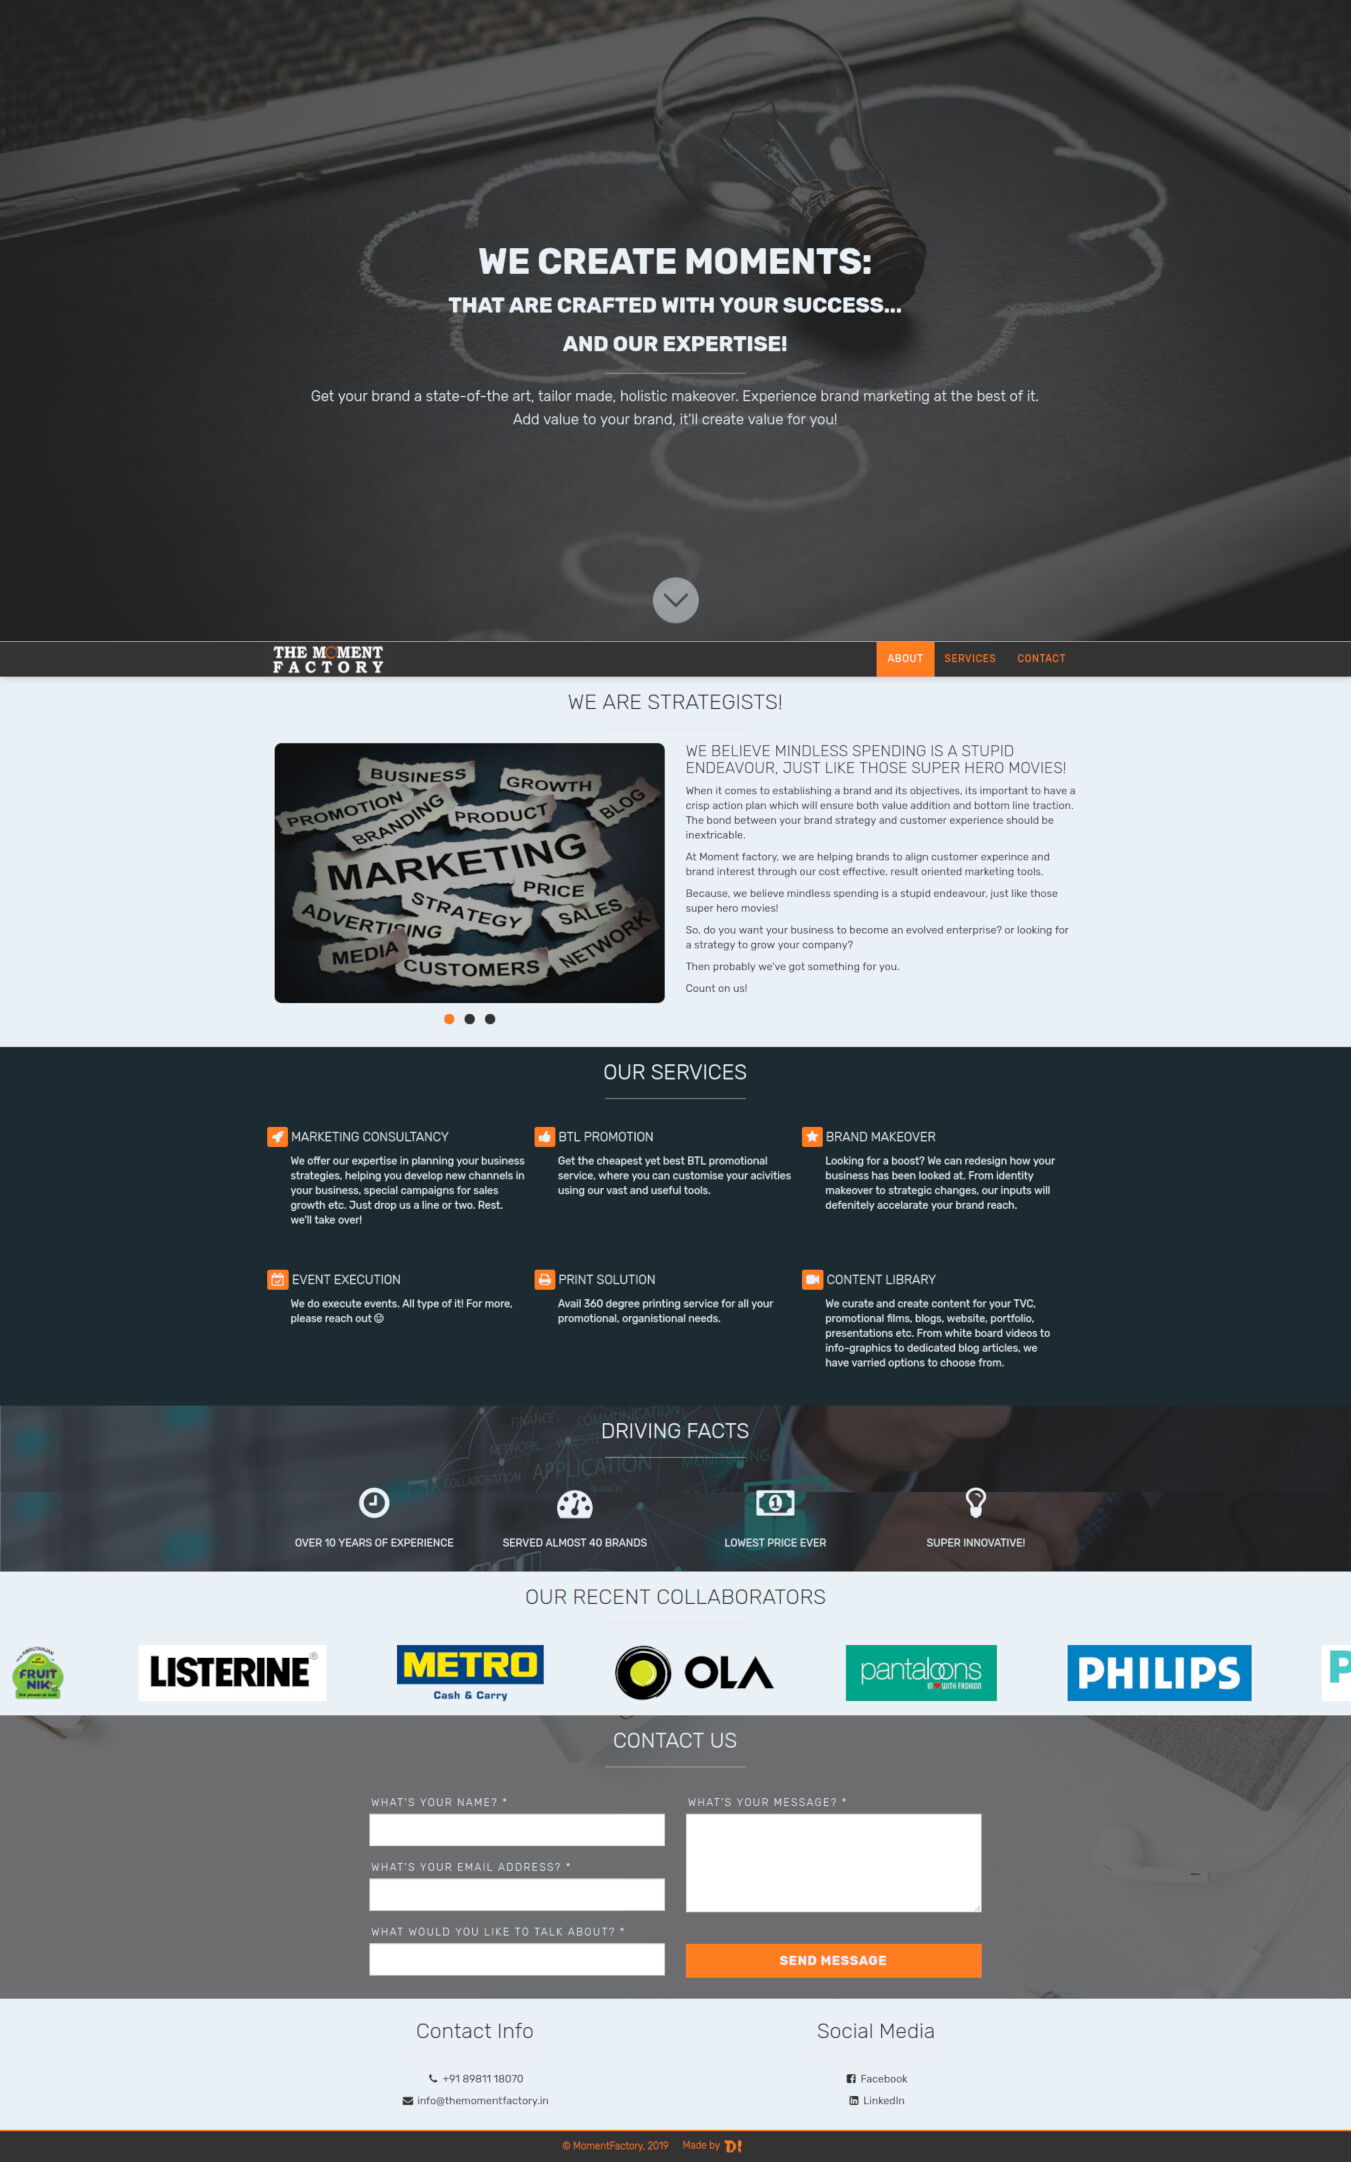 WE CREATE MOMENTS:
THAT ARE CRAFTED WITH YOUR SUCCESS...
AND OUR EXPERTISE!
Get your brand a state-of-the art, tailor made, holistic makeover. Experience brand marketing at the best of it.
Add value to your brand, it'll create value for you!
THE MOMENT
FACTORY
ABOUT SERVICES CONTACT
WE ARE STRATEGISTS!
BUSINESS
GROWTH
PROMOTION
BRANDING
PRODUCT
BLOG
MARKETING
PRICE
STRATEGY
SALES
ADVERTISING
NETWORK
MEDIA
CUSTOMERS
WE BELIEVE MINDLESS SPENDING IS A STUPID
ENDEAVOUR, JUST LIKE THOSE SUPER HERO MOVIES!
When it comes to establishing a brand and its objectives, its important to have a
crisp action plan which will ensure both value addition and bottom line traction.
The bond between your brand strategy and customer experience should be
inextricable.
At Moment factory, we are helping brands to align customer experince and
brand interest through our cost effective, result oriented marketing tools.
Because, we believe mindless spending is a stupid endeavour, just like those
super hero movies!
So, do you want your business to become an evolved enterprise? or looking for
a strategy to grow your company?
Then probably we've got something for you.
Count on us!
OUR SERVICES
MARKETING CONSULTANCY
We offer our expertise in planning your business
strategies, helping you develop new channels in
your business, special campaigns for sales
growth etc. Just drop us a line or two. Rest.
we'll take over!
BTL PROMOTION
Get the cheapest yet best BTL promotional
service, where you can customise your acivities
using our vast and useful tools.
BRAND MAKEOVER
Looking for a boost? We can redesign how your
business has been looked at. From identity
makeover to strategic changes, our inputs will
defenitely accelarate your brand reach.
EVENT EXECUTION
We do execute events. All type of it! For more,
please reach out
PRINT SOLUTION
Avail 360 degree printing service for all your
promotional, organistional needs.
CONTENT LIBRARY
We curate and create content for your TVC,
promotional films, blogs, website, portfolio,
presentations etc. From white board videos to
info-graphics to dedicated blog articles, we
have varried options to choose from.
FINANCE COMMUNICATION
DRIVING FACTS
NETWORK WEBSITE
APPLICATION MONITORING
COLLABORATION
SEARCH
OVER 10 YEARS OF EXPERIENCE
SERVED ALMOST 40 BRANDS
1
LOWEST PRICE EVER
SUPER INNOVATIVE!
OUR RECENT COLLABORATORS
AMRUTANJAN
FRUIT
NIK
the power of fruit
LISTERINE®
METRO
Cash & Carry
OLA
pantaloons
IN WITH FASHION
PHILIPS
P
CONTACT US
WHAT'S YOUR NAME? *
WHAT'S YOUR EMAIL ADDRESS? *
WHAT WOULD YOU LIKE TO TALK ABOUT? *
WHAT'S YOUR MESSAGE? *
SEND MESSAGE
Contact Info
+91 89811 18070
info@themomentfactory.in
Social Media
Facebook
LinkedIn
© MomentFactory, 2019 Made by D!